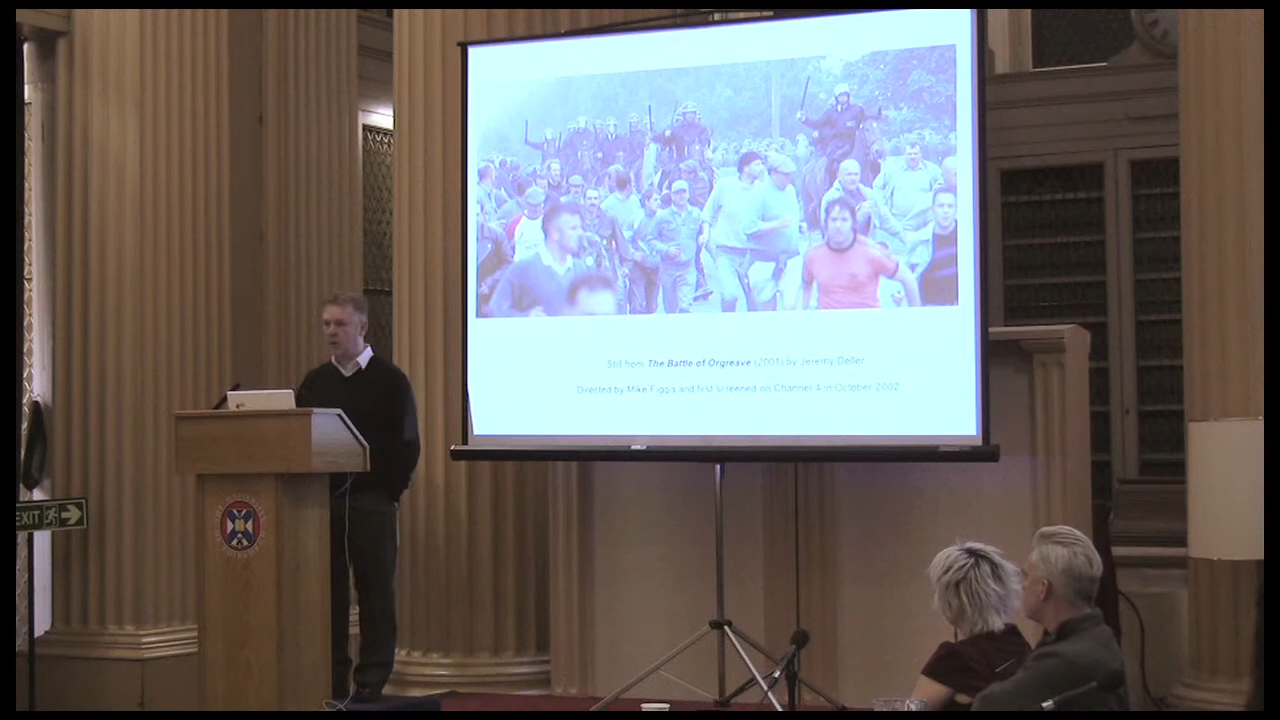 Still from The Battle of Orgreave (2001) by Jeremy Deller
Directed by Mike Figgis and first screened on Channel 4 in October 2002
EXIT